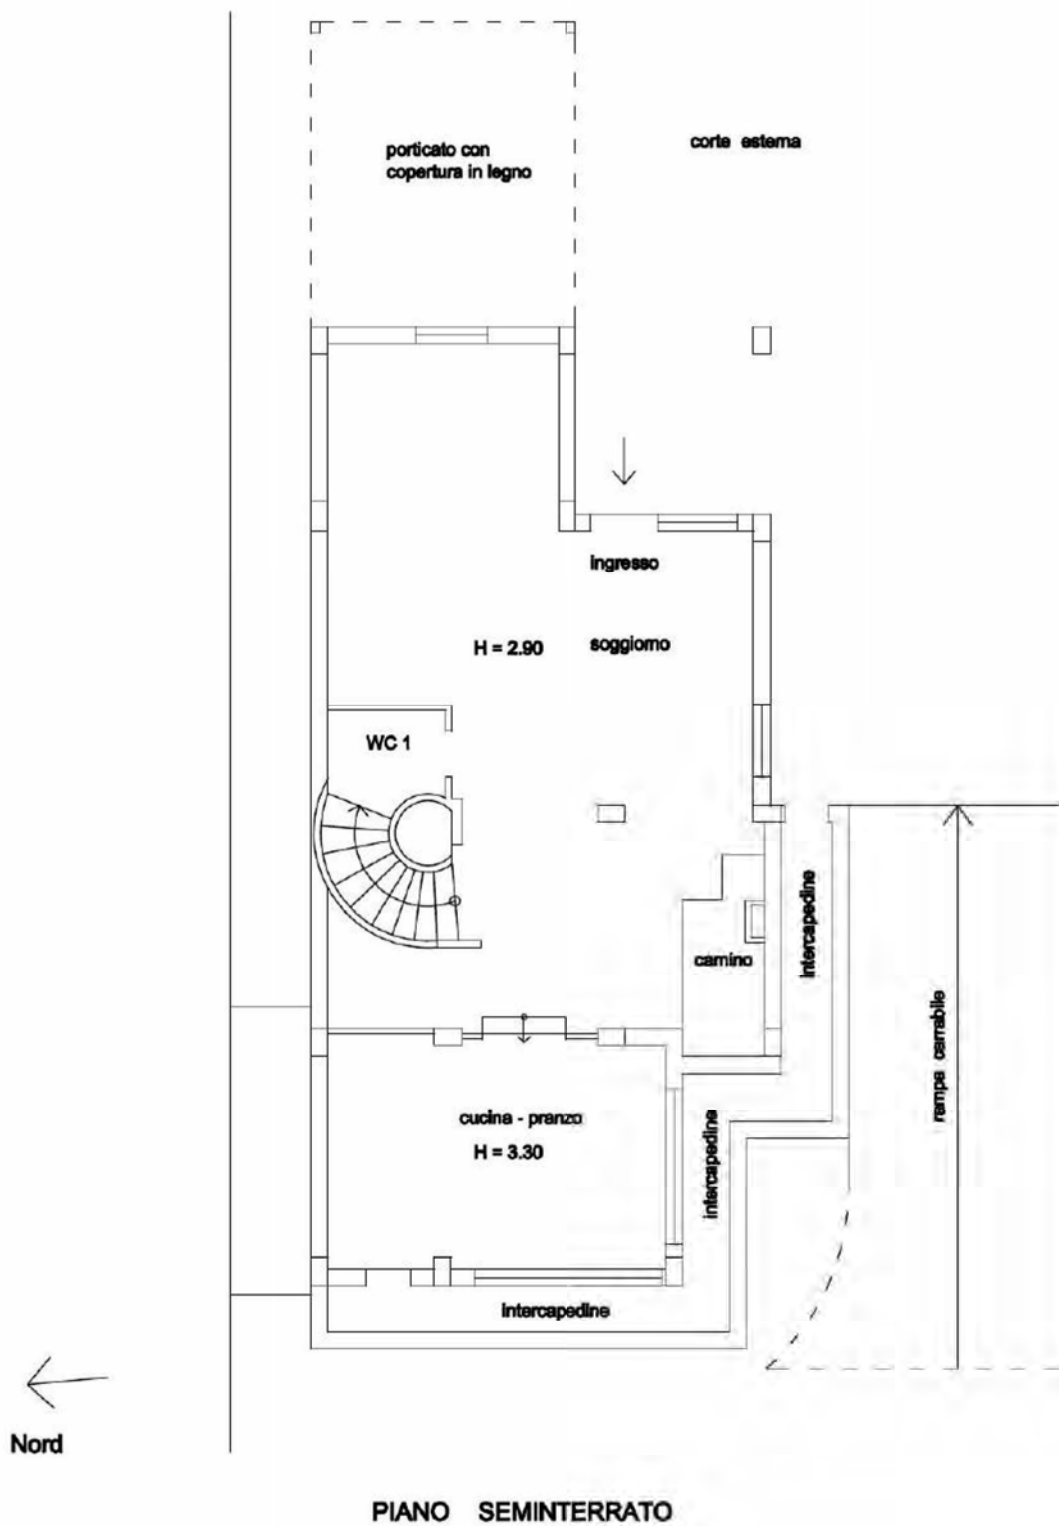 porticato con
copertura in legno
corte esterna
ingresso
H = 2.90
soggiorno
WC 1
intercapedine
camino
rampa carrabile
cucina - pranzo
H = 3.30
intercapedine
intercapedine
Nord
PIANO SEMINTERRATO